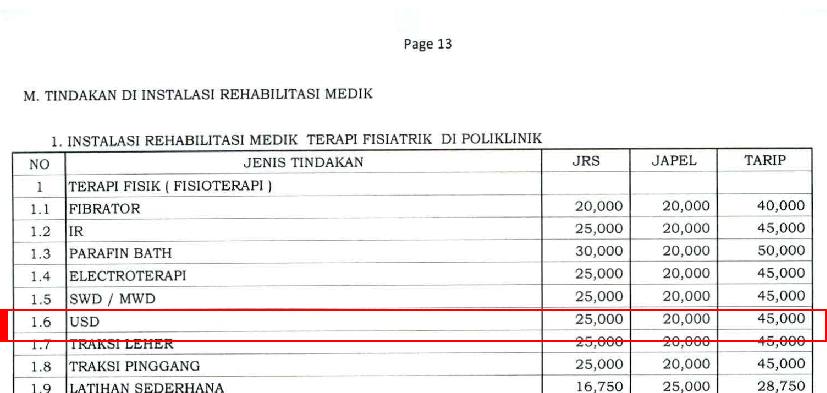 Page 13
M. TINDAKAN DI INSTALASI REHABILITASI MEDIK
1. INSTALASI REHABILITASI MEDIK TERAPI FISIATRIK DI POLIKLINIK
NO JENIS TINDAKAN JRS JAPEL TARIP
1 TERAPI FISIK ( FISIOTERAPI )
1.1 FIBRATOR 20,000 20,000 40,000
1.2 IR 25,000 20,000 45,000
1.3 PARAFIN BATH 30,000 20,000 50,000
1.4 ELECTROTERAPI 25,000 20,000 45,000
1.5 SWD / MWD 25,000 20,000 45,000
1.6 USD 25,000 20,000 45,000
1.7 TRAKSI LEHER 25,000 20,000 45,000
1.8 TRAKSI PINGGANG 25,000 20,000 45,000
1.9 LATIHAN SEDERHANA 16,750 25,000 28,750